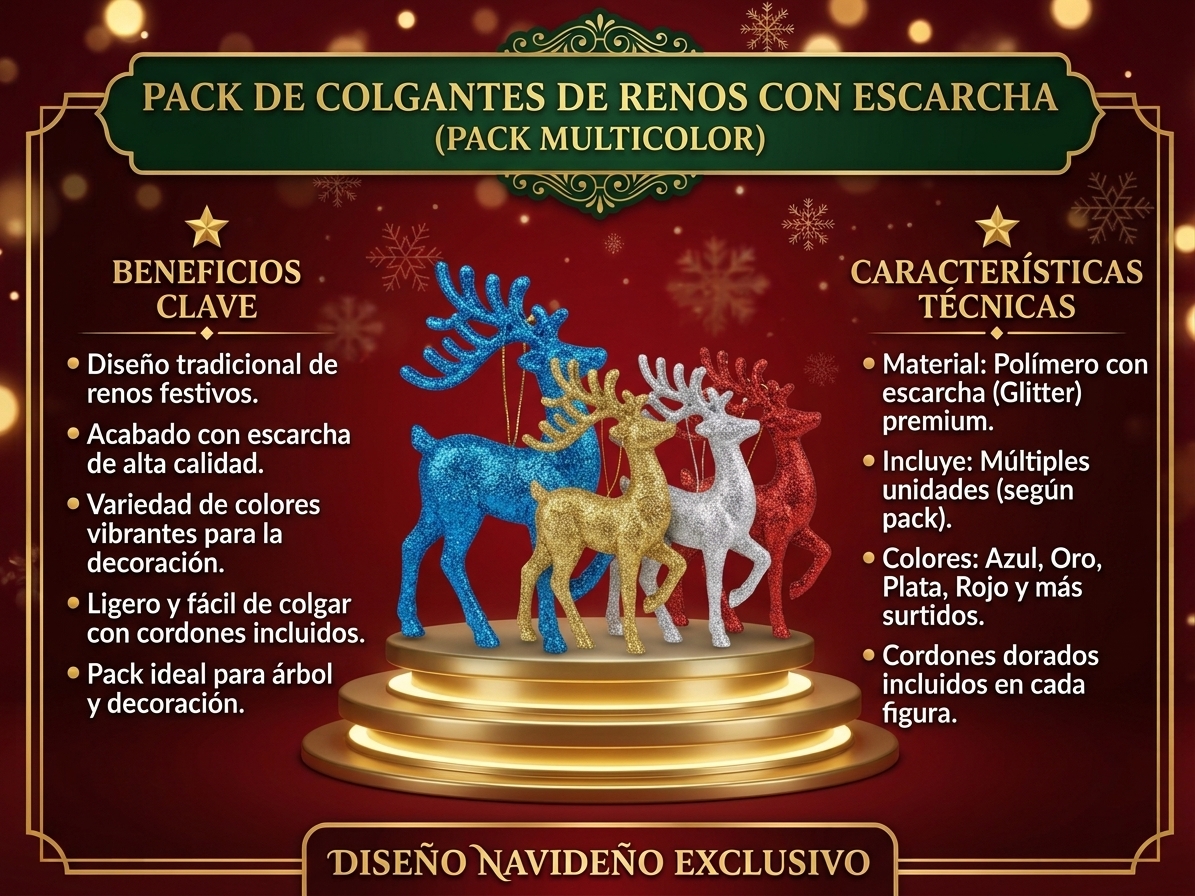 PACK DE COLGANTES DE RENOS CON ESCARCHA
(PACK MULTICOLOR)
BENEFICIOS
CLAVE
• Diseño tradicional de
renos festivos.
• Acabado con escarcha
de alta calidad.
• Variedad de colores
vibrantes para la
decoración.
• Ligero y fácil de colgar
con cordones incluidos.
• Pack ideal para árbol
y decoración.
CARACTERÍSTICAS
TÉCNICAS
• Material: Polímero con
escarcha (Glitter)
premium.
• Incluye: Múltiples
unidades (según
pack).
• Colores: Azul, Oro,
Plata, Rojo y más
surtidos.
• Cordones dorados
incluidos en cada
figura.
DISEÑO NAVIDEÑO EXCLUSIVO